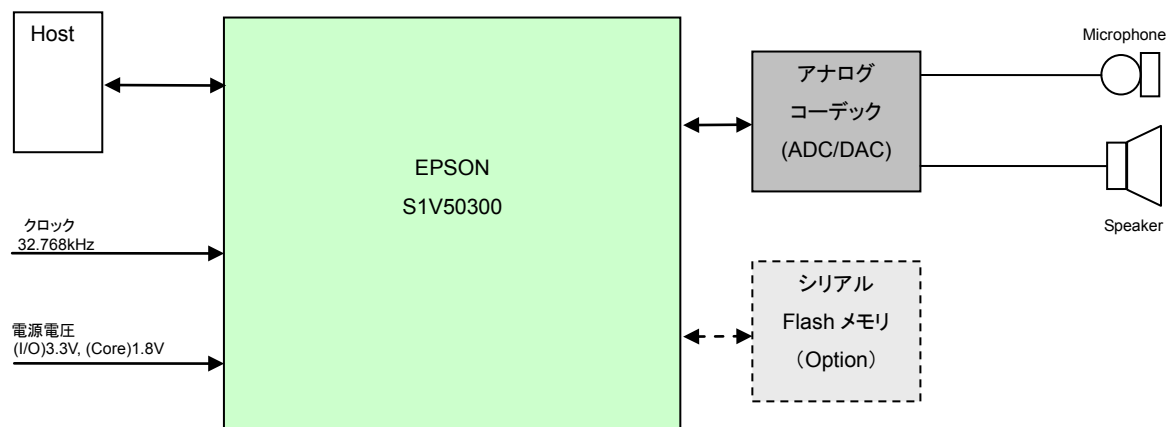 Host
クロック
32.768kHz
電源電圧
(I/O)3.3V, (Core)1.8V
EPSON
S1V50300
アナログ
コーデック
(ADC/DAC)
Microphone
Speaker
シリアル
Flash メモリ
（Option）